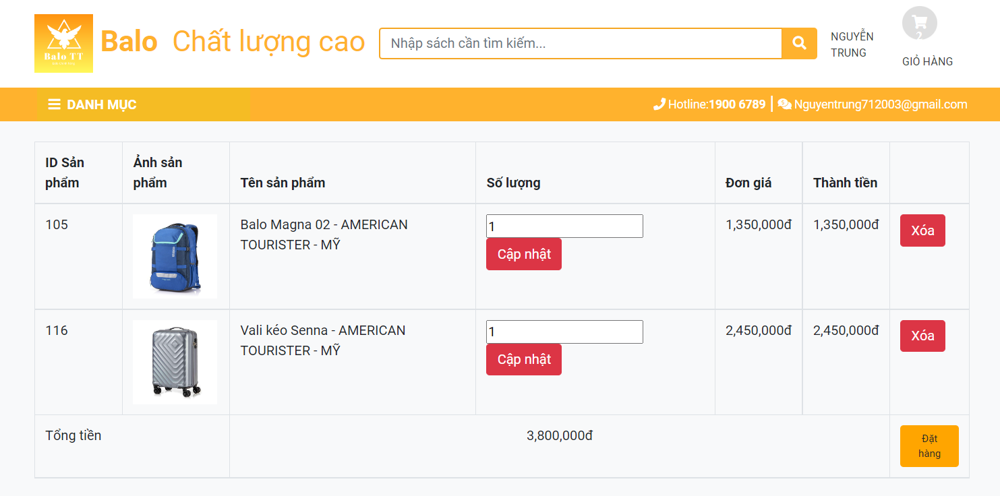 Balo TT
Balo Chất lượng cao
Nhập sách cần tìm kiếm...
NGUYỄN
TRUNG
2
GIỎ HÀNG
DANH MỤC
Hotline:1900 6789 | Nguyentrung712003@gmail.com
ID Sản
phẩm
Ảnh sản
phẩm
Tên sản phẩm
Số lượng
Đơn giá
Thành tiền
105
Balo Magna 02 - AMERICAN
TOURISTER - MỸ
1
Cập nhật
1,350,000đ
1,350,000đ
Xóa
116
Vali kéo Senna - AMERICAN
TOURISTER - MỸ
1
Cập nhật
2,450,000đ
2,450,000đ
Xóa
Tổng tiền
3,800,000đ
Đặt
hàng